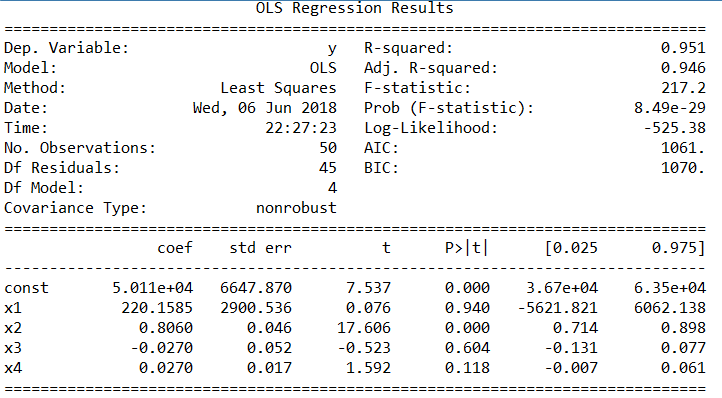 OLS Regression Results
==============================================================================
Dep. Variable:                      y   R-squared:                       0.951
Model:                            OLS   Adj. R-squared:                  0.946
Method:                 Least Squares   F-statistic:                     217.2
Date:                Wed, 06 Jun 2018   Prob (F-statistic):           8.49e-29
Time:                        22:27:23   Log-Likelihood:                -525.38
No. Observations:                  50   AIC:                             1061.
Df Residuals:                      45   BIC:                             1070.
Df Model:                           4
Covariance Type:            nonrobust
==============================================================================
                 coef    std err          t      P>|t|      [0.025      0.975]
------------------------------------------------------------------------------
const       5.011e+04   6647.870      7.537      0.000    3.67e+04    6.35e+04
x1           220.1585   2900.536      0.076      0.940   -5621.821    6062.138
x2             0.8060      0.046     17.606      0.000       0.714       0.898
x3            -0.0270      0.052     -0.523      0.604      -0.131       0.077
x4             0.0270      0.017      1.592      0.118      -0.007       0.061
==============================================================================